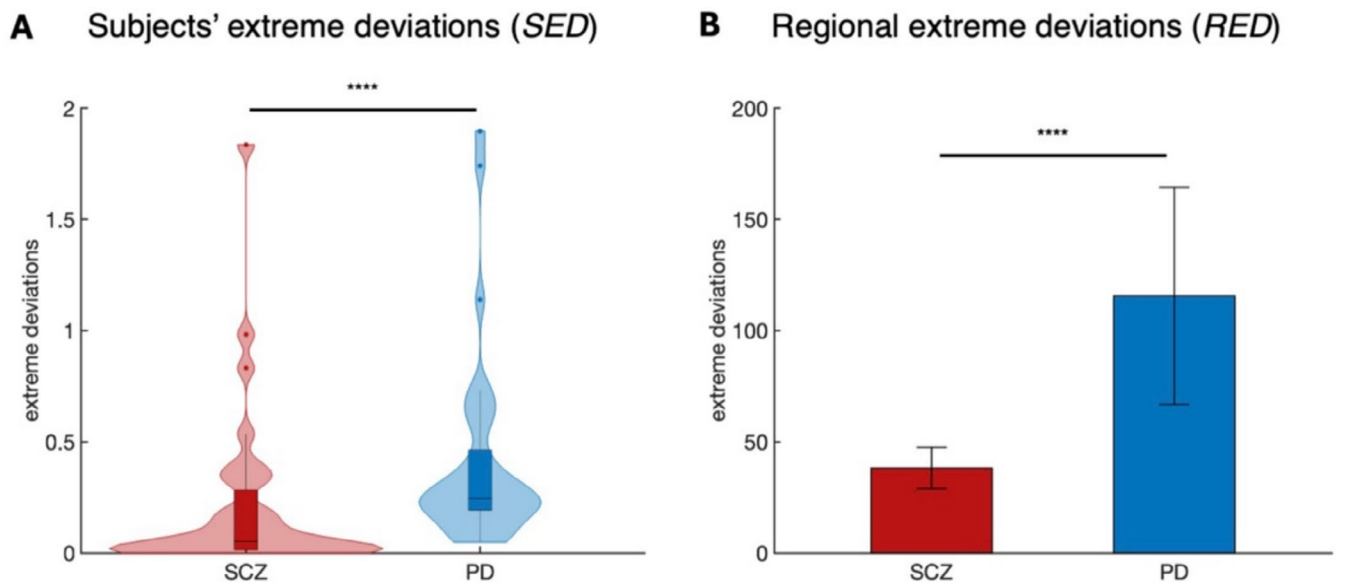 A Subjects' extreme deviations (SED)
****
2
1.5
1
0.5
0
extreme deviations
SCZ PD
B Regional extreme deviations (RED)
****
200
150
100
50
0
extreme deviations
SCZ PD